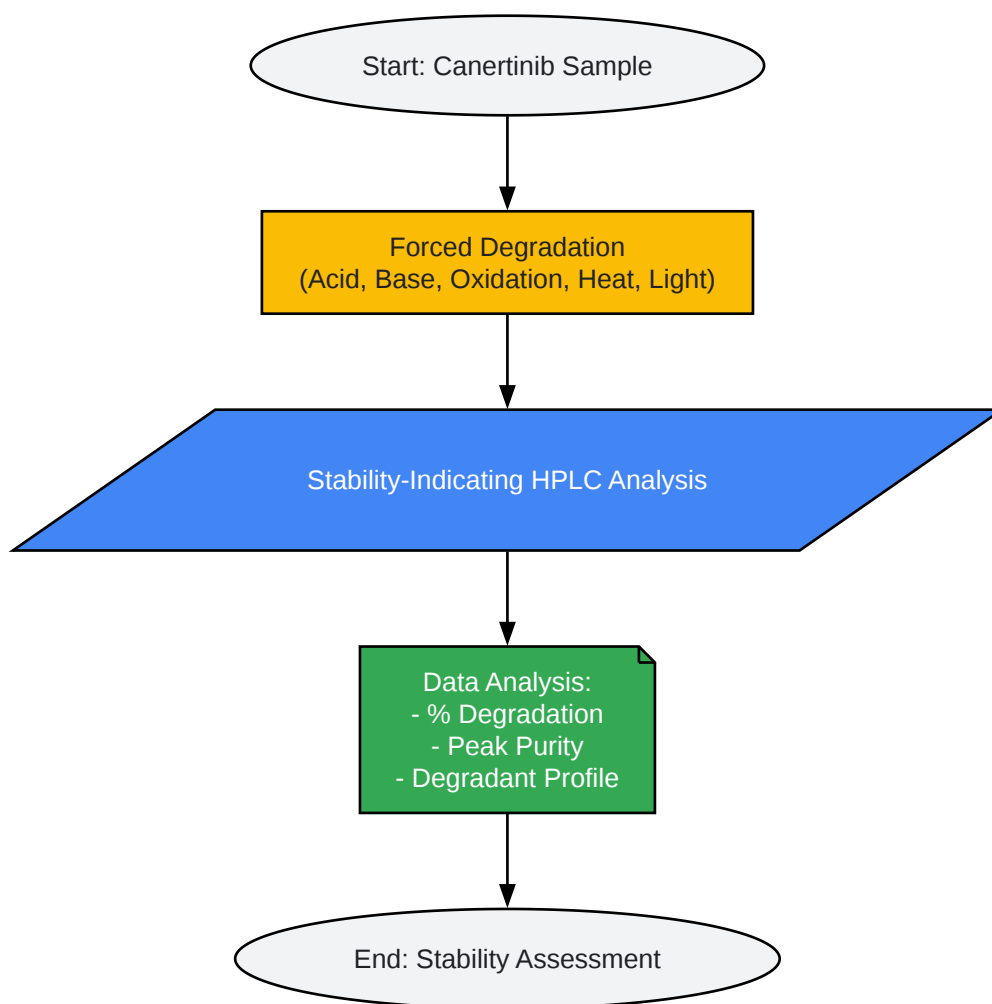 Start: Canertinib Sample
Forced Degradation
(Acid, Base, Oxidation, Heat, Light)
Stability-Indicating HPLC Analysis
Data Analysis:
- % Degradation
- Peak Purity
- Degradant Profile
End: Stability Assessment